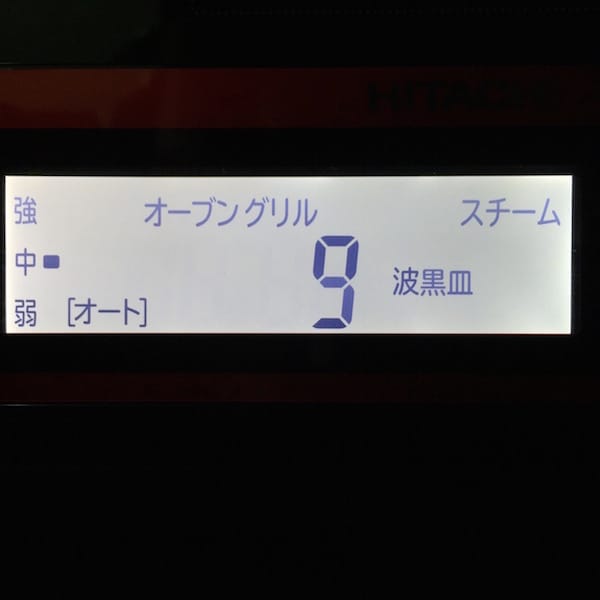 HITACHI
強 オーブン グリル スチーム
中 9 波黒皿
弱 [オート]